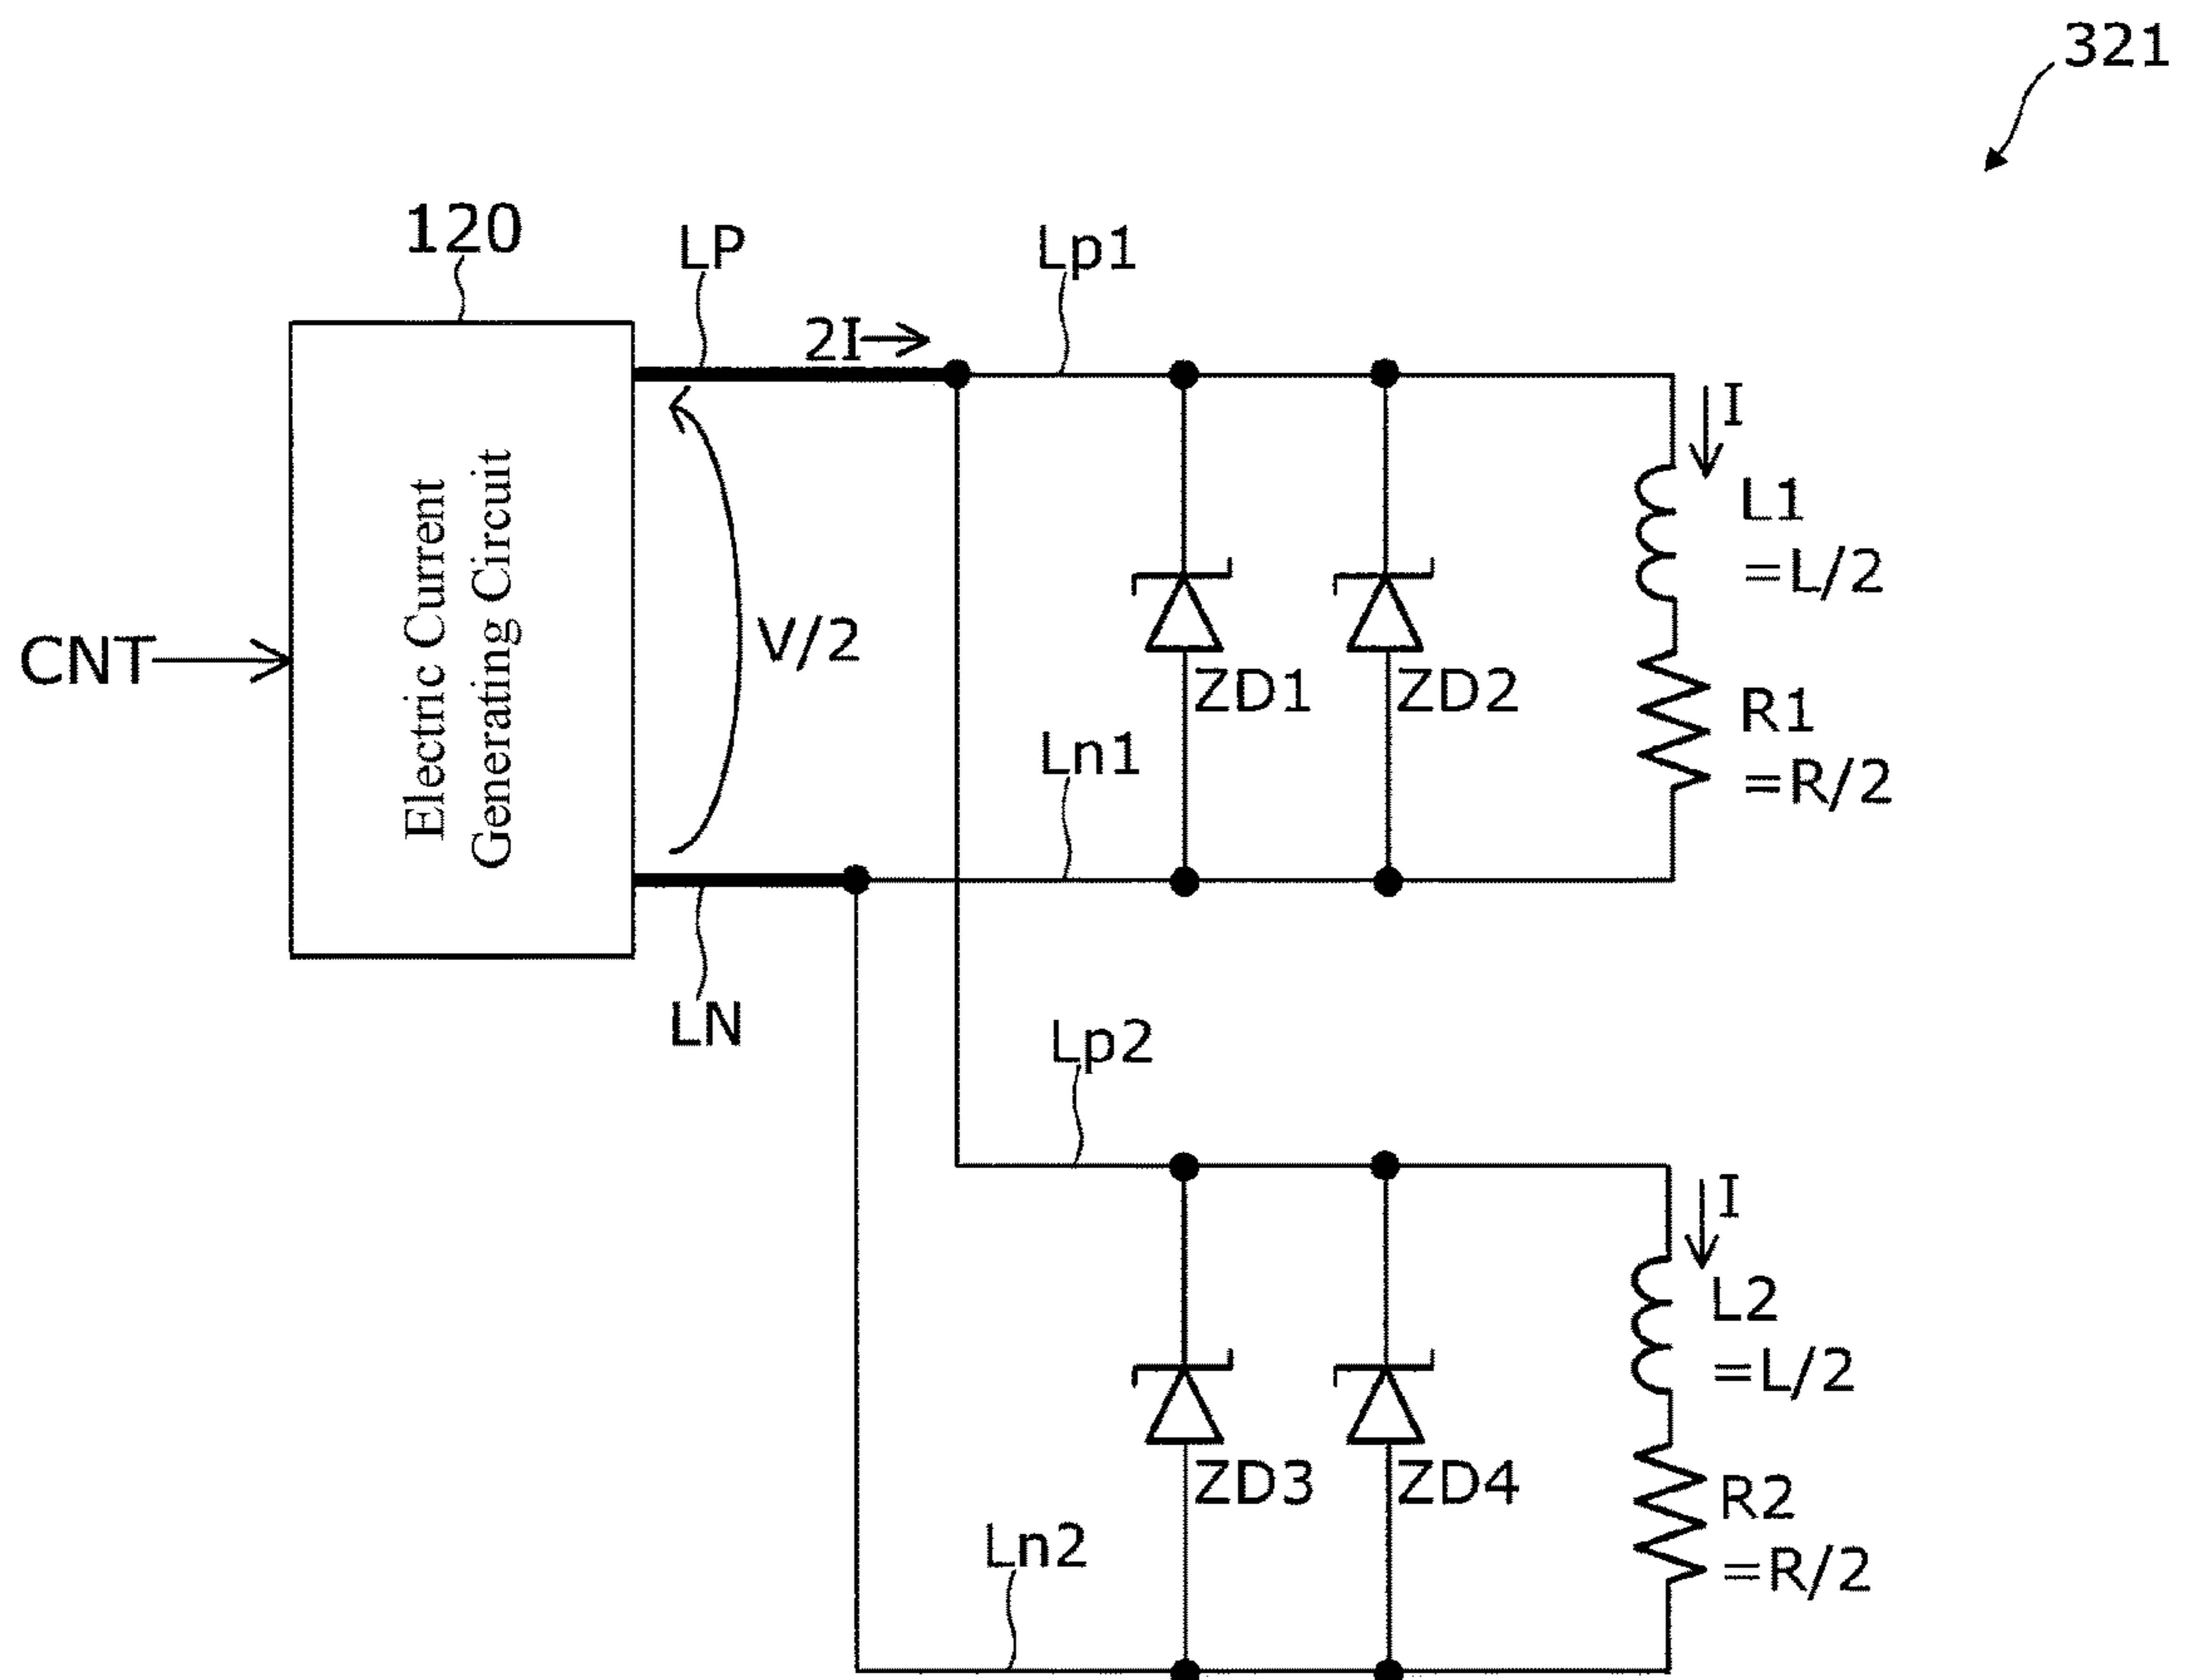 321
120
LP
Lp1
2I
I
L1
=L/2
Electric Current
Generating Circuit
V/2
CNT
ZD1
ZD2
R1
=R/2
Ln1
LN
Lp2
I
L2
=L/2
ZD3
ZD4
R2
=R/2
Ln2